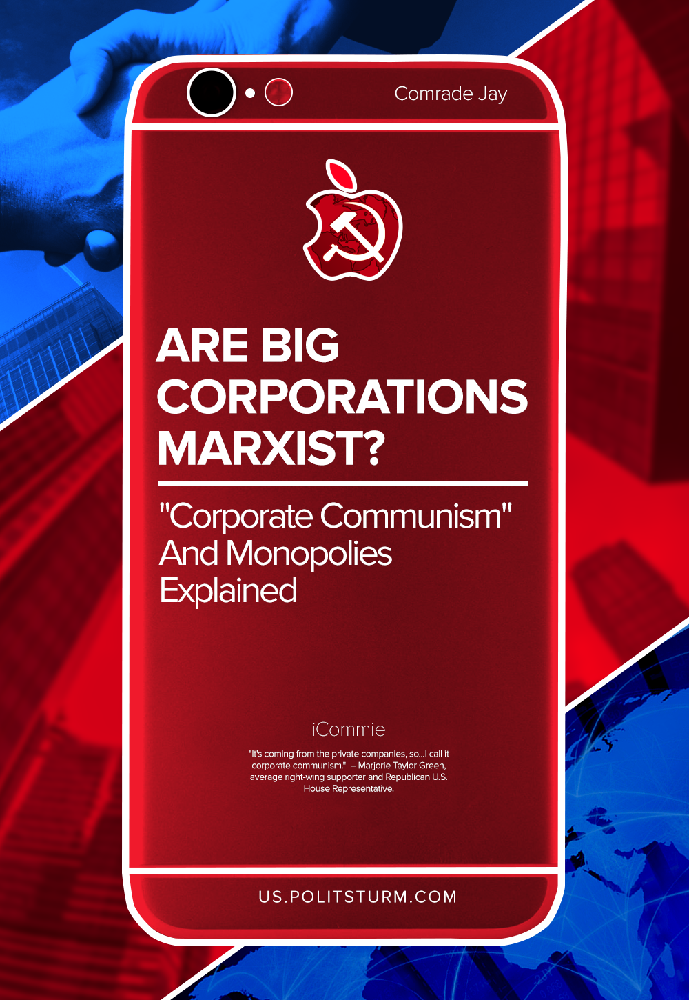 Comrade Jay
ARE BIG
CORPORATIONS
MARXIST?
"Corporate Communism"
And Monopolies
Explained
iCommie
"It's coming from the private companies, so...I call it
corporate communism."  – Marjorie Taylor Green,
average right-wing supporter and Republican U.S.
House Representative.
US.POLITSTURM.COM